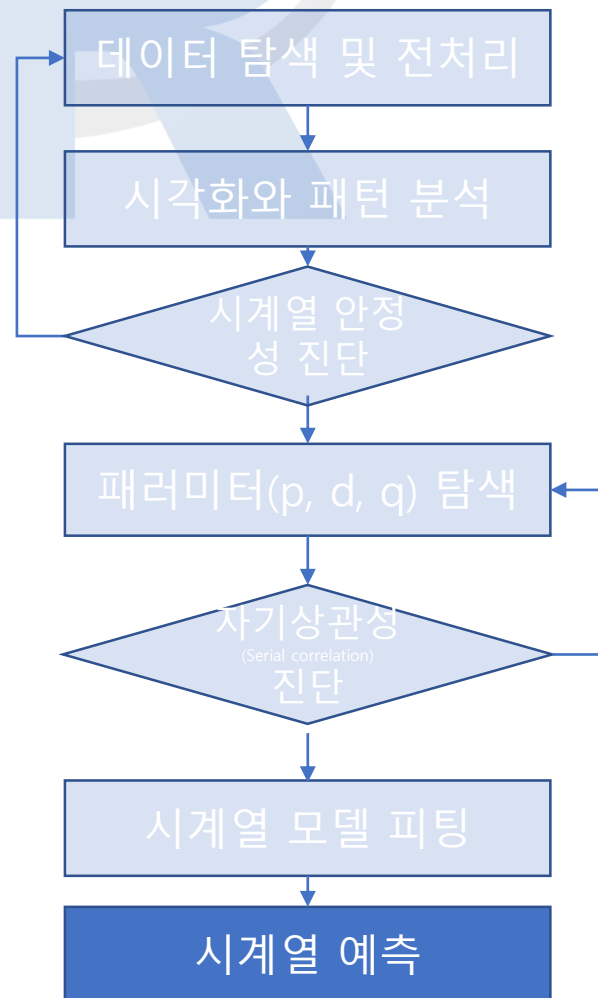 데이터 탐색 및 전처리
시각화와 패턴 분석
시계열 안정
성 진단
패러미터(p, d, q) 탐색
자기상관성
(Serial correlation)
진단
시계열 모델 피팅
시계열 예측